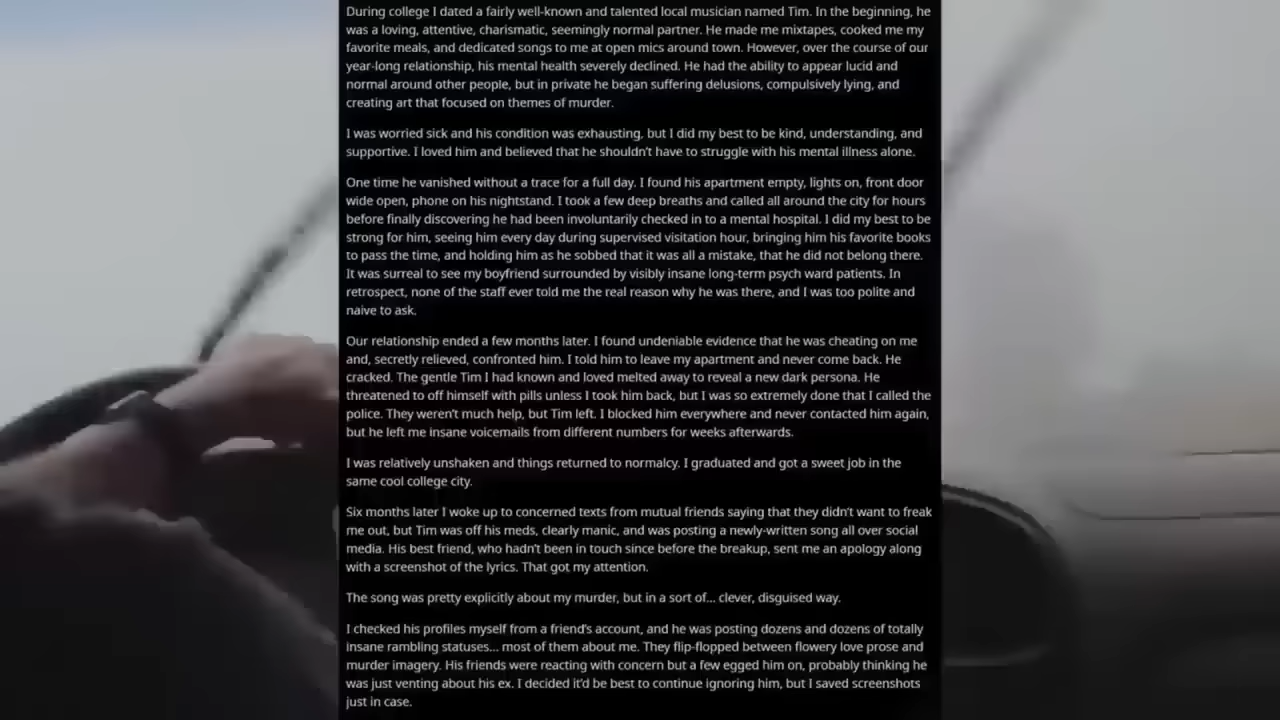 During college I dated a fairly well-known and talented local musician named Tim. In the beginning, he
was a loving, attentive, charismatic, seemingly normal partner. He made me mixtapes, cooked me my
favorite meals, and dedicated songs to me at open mics around town. However, over the course of our
year-long relationship, his mental health severely declined. He had the ability to appear lucid and
normal around other people, but in private he began suffering delusions, compulsively lying, and
creating art that focused on themes of murder.
I was worried sick and his condition was exhausting, but I did my best to be kind, understanding, and
supportive. I loved him and believed that he shouldn't have to struggle with his mental illness alone.
One time he vanished without a trace for a full day. I found his apartment empty, lights on, front door
wide open, phone on his nightstand. I took a few deep breaths and called all around the city for hours
before finally discovering he had been involuntarily checked in to a mental hospital. I did my best to be
strong for him, seeing him every day during supervised visitation hour, bringing him his favorite books
to pass the time, and holding him as he sobbed that it was all a mistake, that he did not belong there.
It was surreal to see my boyfriend surrounded by visibly insane long-term psych ward patients. In
retrospect, none of the staff ever told me the real reason why he was there, and I was too polite and
naive to ask.
Our relationship ended a few months later. I found undeniable evidence that he was cheating on me
and, secretly relieved, confronted him. I told him to leave my apartment and never come back. He
cracked. The gentle Tim I had known and loved melted away to reveal a new dark persona. He
threatened to off himself with pills unless I took him back, but I was so extremely done that I called the
police. They weren't much help, but Tim left. I blocked him everywhere and never contacted him again,
but he left me insane voicemails from different numbers for weeks afterwards.
I was relatively unshaken and things returned to normalcy. I graduated and got a sweet job in the
same cool college city.
Six months later I woke up to concerned texts from mutual friends saying that they didn't want to freak
me out, but Tim was off his meds, clearly manic, and was posting a newly-written song all over social
media. His best friend, who hadn't been in touch since before the breakup, sent me an apology along
with a screenshot of the lyrics. That got my attention.
The song was pretty explicitly about my murder, but in a sort of... clever, disguised way.
I checked his profiles myself from a friend's account, and he was posting dozens and dozens of totally
insane rambling statuses... most of them about me. They flip-flopped between flowery love prose and
murder imagery. His friends were reacting with concern but a few egged him on, probably thinking he
was just venting about his ex. I decided it'd be best to continue ignoring him, but I saved screenshots
just in case.